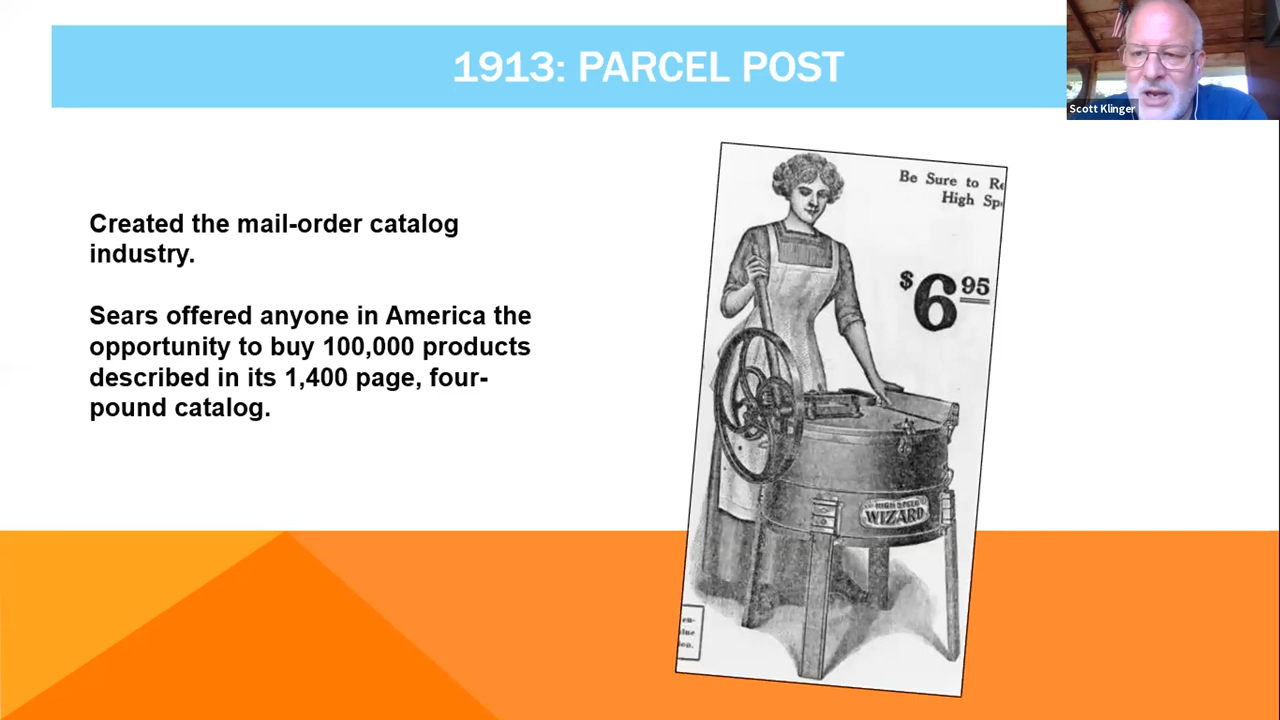 1913: PARCEL POST
Scott Klinger
Created the mail-order catalog
industry.
Sears offered anyone in America the
opportunity to buy 100,000 products
described in its 1,400 page, four-
pound catalog.
Be Sure to
High
$6 95
HIGH SPEED
WIZARD